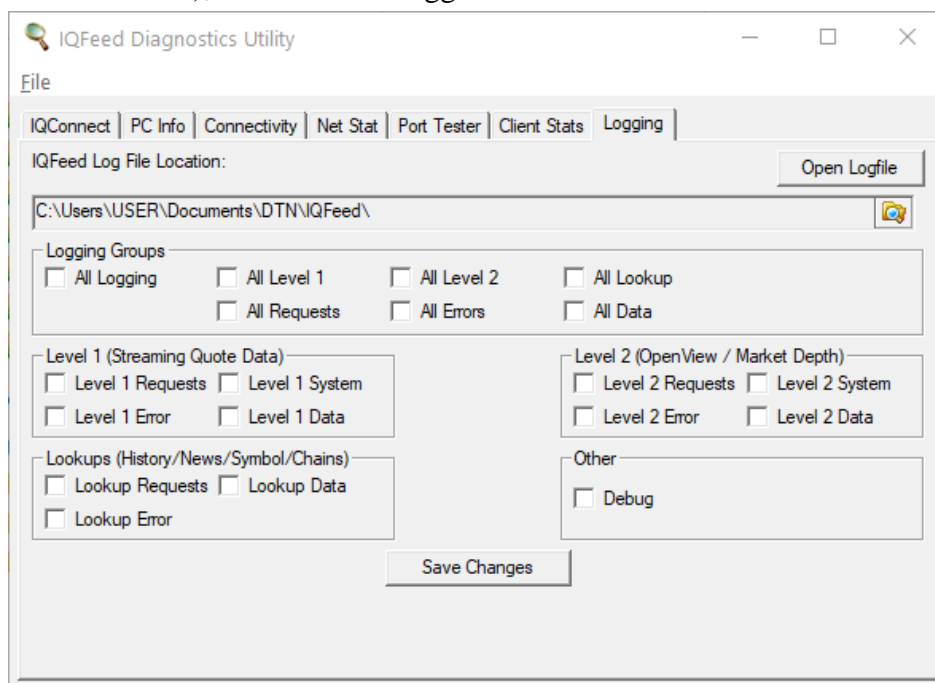 IQFeed Diagnostics Utility
File
IQConnect PC Info Connectivity Net Stat Port Tester Client Stats Logging
IQFeed Log File Location:
Open Logfile
C:\Users\USER\Documents\DTN\IQFeed\
Logging Groups
All Logging All Level 1 All Level 2 All Lookup
All Requests All Errors All Data
Level 1 (Streaming Quote Data)
Level 1 Requests Level 1 System
Level 1 Error Level 1 Data
Level 2 (OpenView / Market Depth)
Level 2 Requests Level 2 System
Level 2 Error Level 2 Data
Lookups (History/News/Symbol/Chains)
Lookup Requests Lookup Data
Lookup Error
Other
Debug
Save Changes